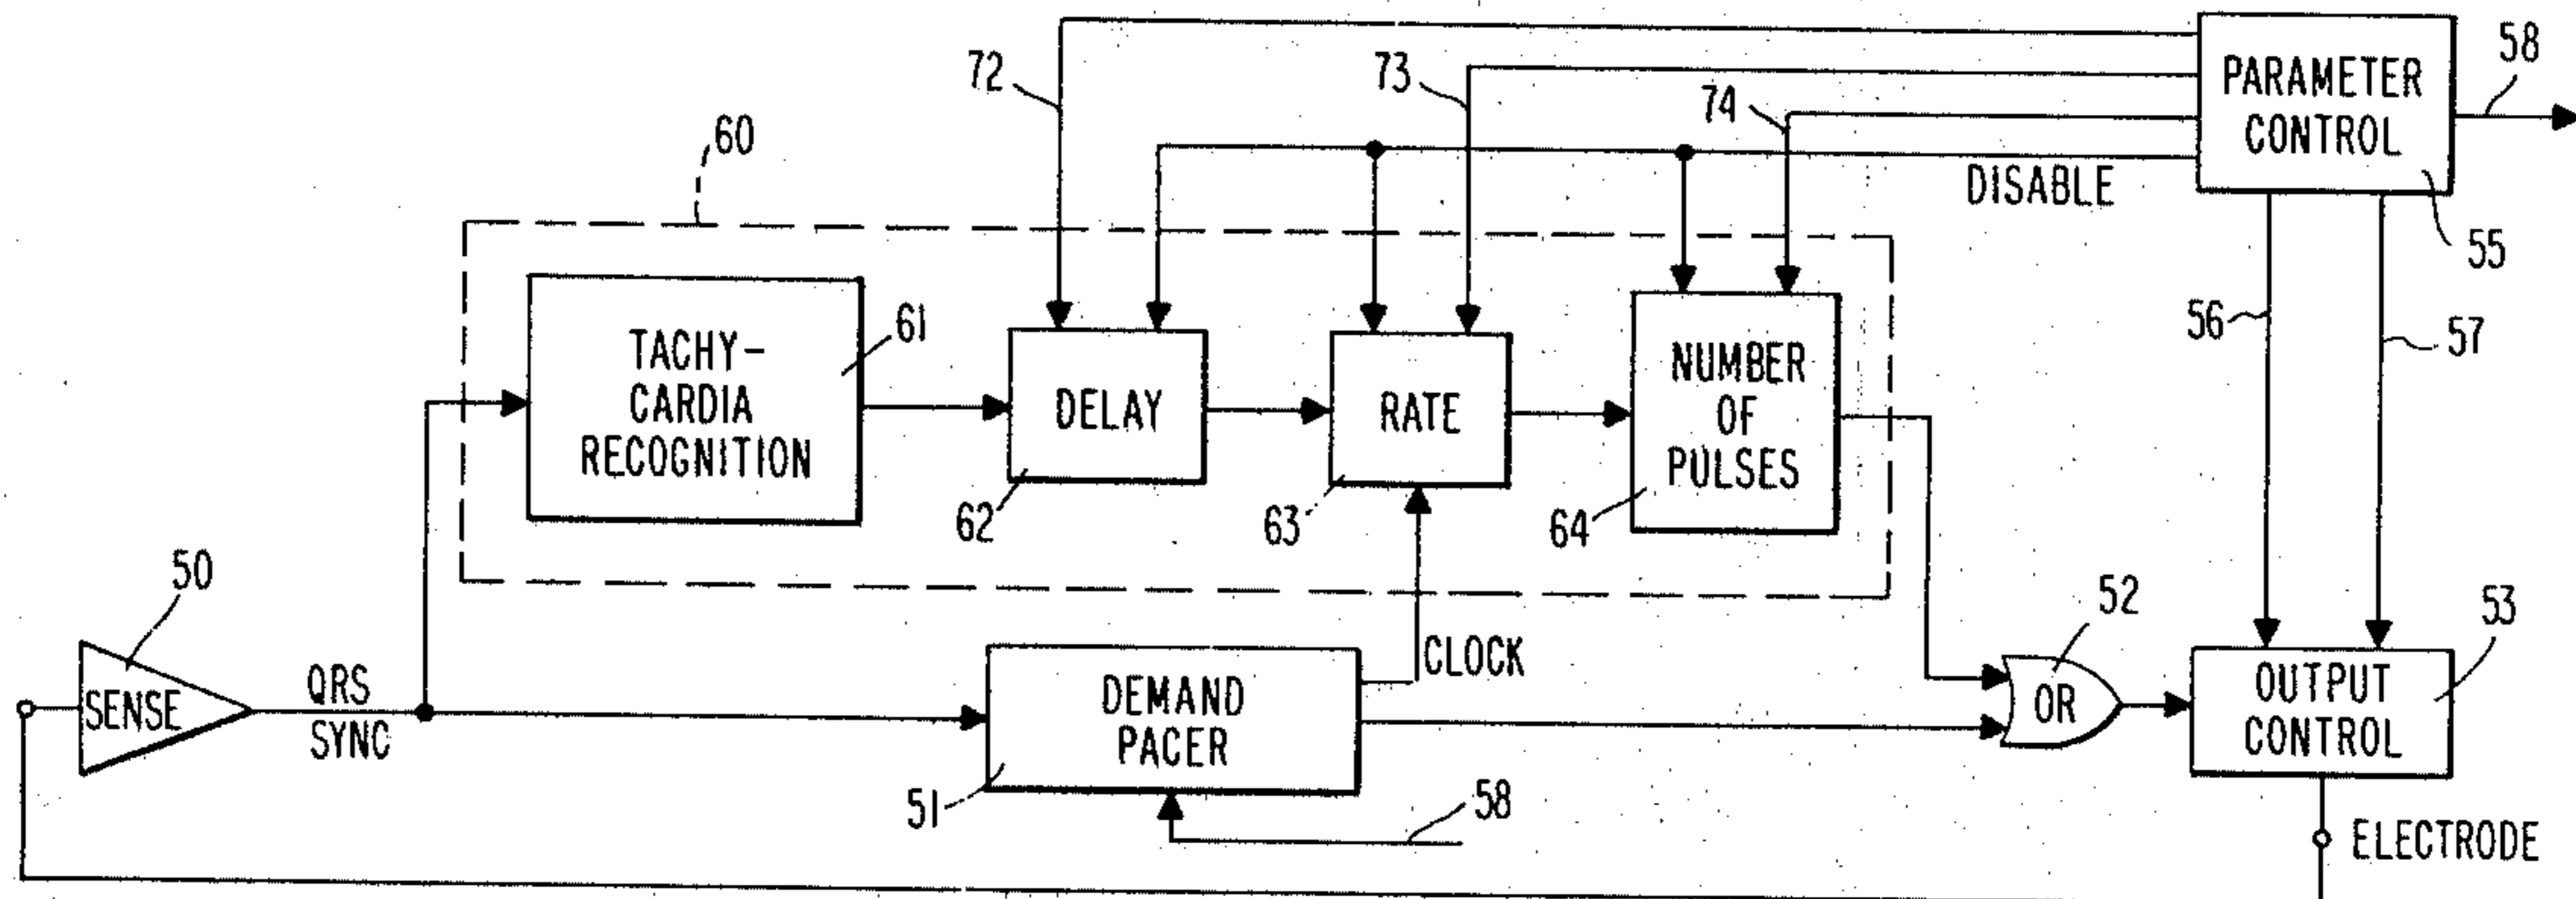 72
73
74
58
PARAMETER
CONTROL
60
DISABLE
55
TACHY-
CARDIA
RECOGNITION
61
DELAY
RATE
NUMBER
OF
PULSES
56
57
62
63
64
50
SENSE
QRS
SYNC
DEMAND
PACER
CLOCK
52
OR
53
OUTPUT
CONTROL
51
58
ELECTRODE